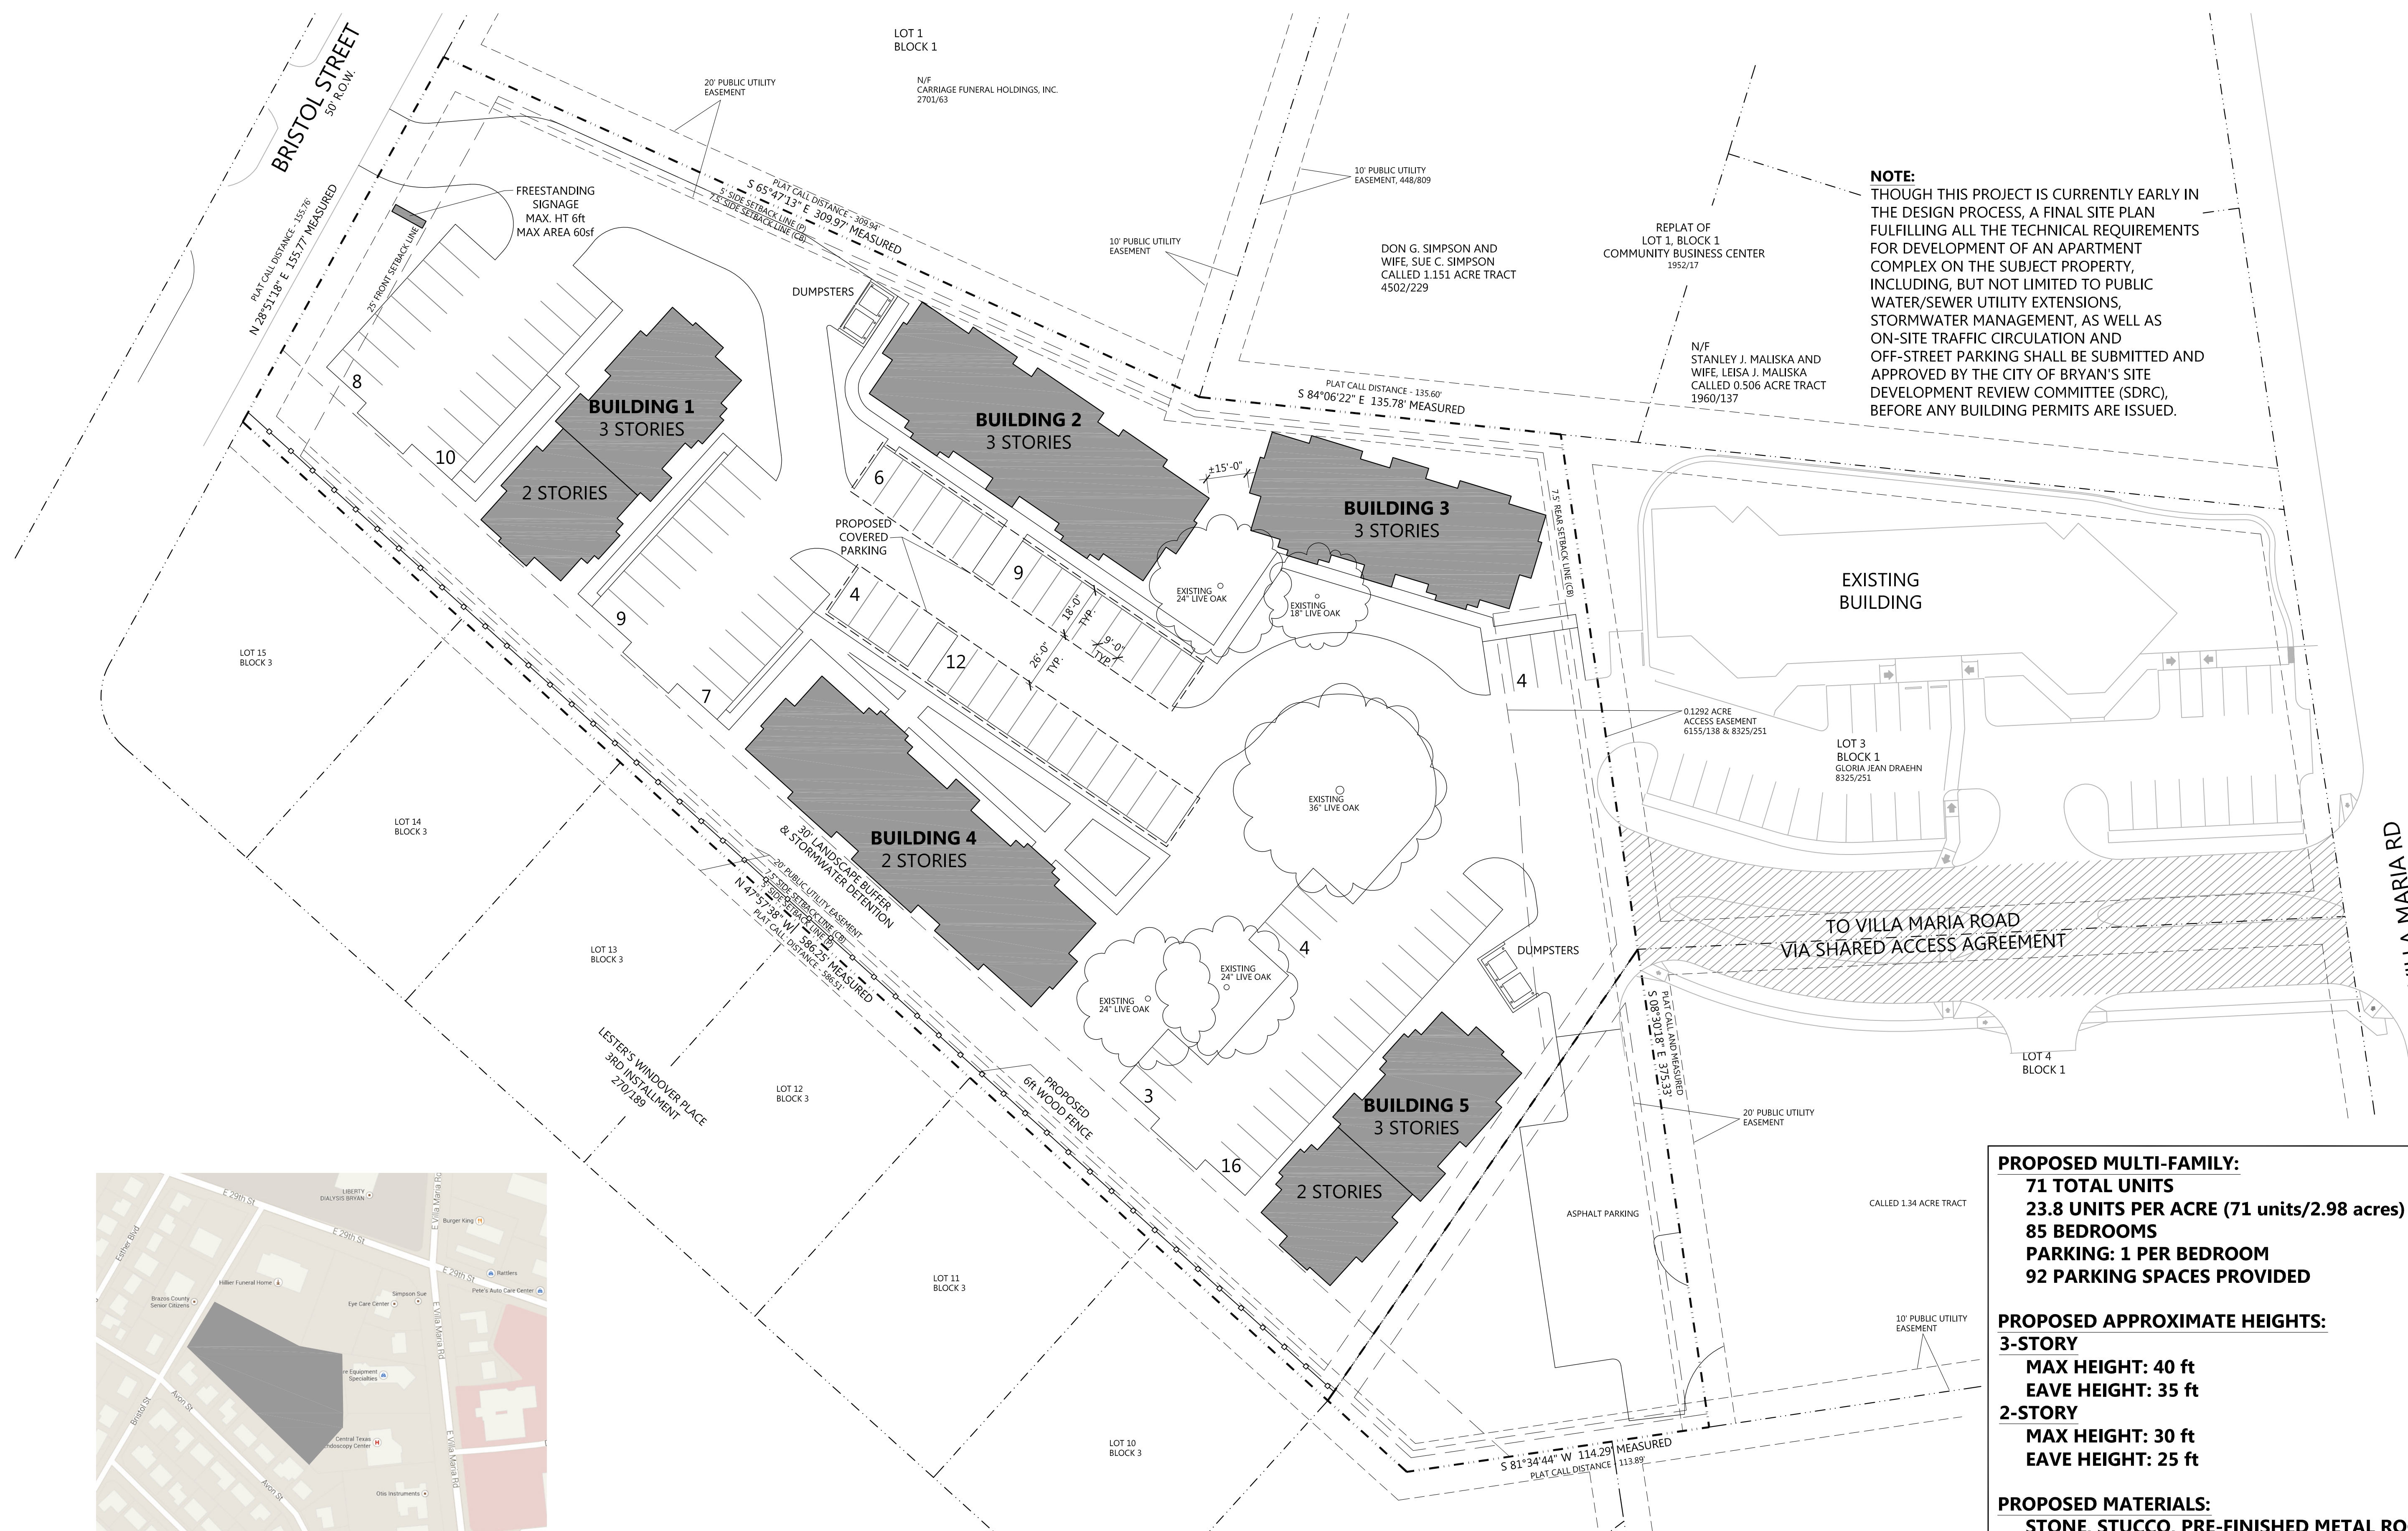 BRISTOL STREET
50' R.O.W.
LOT 1
BLOCK 1
N/F
CARRIAGE FUNERAL HOLDINGS, INC.
2701/63
20' PUBLIC UTILITY
EASEMENT
10' PUBLIC UTILITY
EASEMENT, 448/809
10' PUBLIC UTILITY
EASEMENT
DON G. SIMPSON AND
WIFE, SUE C. SIMPSON
CALLED 1.151 ACRE TRACT
4502/229
REPLAT OF
LOT 1, BLOCK 1
COMMUNITY BUSINESS CENTER
1952/17
N/F
STANLEY J. MALISKA AND
WIFE, LEISA J. MALISKA
CALLED 0.506 ACRE TRACT
1960/137
NOTE:
THOUGH THIS PROJECT IS CURRENTLY EARLY IN
THE DESIGN PROCESS, A FINAL SITE PLAN
FULFILLING ALL THE TECHNICAL REQUIREMENTS
FOR DEVELOPMENT OF AN APARTMENT
COMPLEX ON THE SUBJECT PROPERTY,
INCLUDING, BUT NOT LIMITED TO PUBLIC
WATER/SEWER UTILITY EXTENSIONS,
STORMWATER MANAGEMENT, AS WELL AS
ON-SITE TRAFFIC CIRCULATION AND
OFF-STREET PARKING SHALL BE SUBMITTED AND
APPROVED BY THE CITY OF BRYAN'S SITE
DEVELOPMENT REVIEW COMMITTEE (SDRC),
BEFORE ANY BUILDING PERMITS ARE ISSUED.
PLAT CALL DISTANCE - 155.76'
N 28°51'18" E 155.77' MEASURED
25' FRONT SETBACK LINE
FREESTANDING
SIGNAGE
MAX. HT 6ft
MAX AREA 60sf
PLAT CALL DISTANCE - 309.94'
S 65°47'13" E 309.97' MEASURED
5' SIDE SETBACK LINE (P)
7.5' SIDE SETBACK LINE (CB)
PLAT CALL DISTANCE - 135.60'
S 84°06'22" E 135.78' MEASURED
DUMPSTERS
8
10
BUILDING 1
3 STORIES
2 STORIES
BUILDING 2
3 STORIES
±15'-0"
BUILDING 3
3 STORIES
7.5' REAR SETBACK LINE (CB)
6
9
PROPOSED
COVERED
PARKING
4
12
9
7
18'-0"
TYP.
9'-0"
TYP.
26'-0"
TYP.
EXISTING
24" LIVE OAK
EXISTING
18" LIVE OAK
4
EXISTING
36" LIVE OAK
0.1292 ACRE
ACCESS EASEMENT
6155/138 & 8325/251
EXISTING
BUILDING
LOT 3
BLOCK 1
GLORIA JEAN DRAEHN
8325/251
TO VILLA MARIA ROAD
VIA SHARED ACCESS AGREEMENT
VILLA MARIA RD
LOT 15
BLOCK 3
LOT 14
BLOCK 3
LOT 13
BLOCK 3
LOT 12
BLOCK 3
LOT 11
BLOCK 3
LOT 10
BLOCK 3
BUILDING 4
2 STORIES
30' LANDSCAPE BUFFER
& STORMWATER DETENTION
20' PUBLIC UTILITY EASEMENT
7.5' SIDE SETBACK LINE (CB)
5' SIDE SETBACK LINE (P)
N 47°57'38" W 586.25' MEASURED
PLAT CALL DISTANCE - 586.51'
LESTER'S WINDOVER PLACE
3RD INSTALLMENT
270/189
PROPOSED
6ft WOOD FENCE
EXISTING
24" LIVE OAK
EXISTING
24" LIVE OAK
4
3
16
DUMPSTERS
BUILDING 5
3 STORIES
2 STORIES
PLAT CALL AND MEASURED
S 08°30'18" E 375.33'
20' PUBLIC UTILITY
EASEMENT
LOT 4
BLOCK 1
ASPHALT PARKING
CALLED 1.34 ACRE TRACT
10' PUBLIC UTILITY
EASEMENT
S 81°34'44" W 114.29' MEASURED
PLAT CALL DISTANCE - 113.89'
PROPOSED MULTI-FAMILY:
71 TOTAL UNITS
23.8 UNITS PER ACRE (71 units/2.98 acres)
85 BEDROOMS
PARKING: 1 PER BEDROOM
92 PARKING SPACES PROVIDED
PROPOSED APPROXIMATE HEIGHTS:
3-STORY
MAX HEIGHT: 40 ft
EAVE HEIGHT: 35 ft
2-STORY
MAX HEIGHT: 30 ft
EAVE HEIGHT: 25 ft
PROPOSED MATERIALS:
STONE, STUCCO, PRE-FINISHED METAL
E 29th St
LIBERTY
DIALYSIS BRYAN
E Villa Maria Rd
Burger King
Esther Blvd
E 29th St
Rattlers
E 29th St
Hillier Funeral Home
Pete's Auto Care Center
Simpson Sue
Brazos County
Senior Citizens
Eye Care Center
E Villa Maria Rd
Equipment
Specialties
Bristol St
Avon St
Central Texas
Endoscopy Center
E Villa Maria Rd
Avon St
Otis Instruments